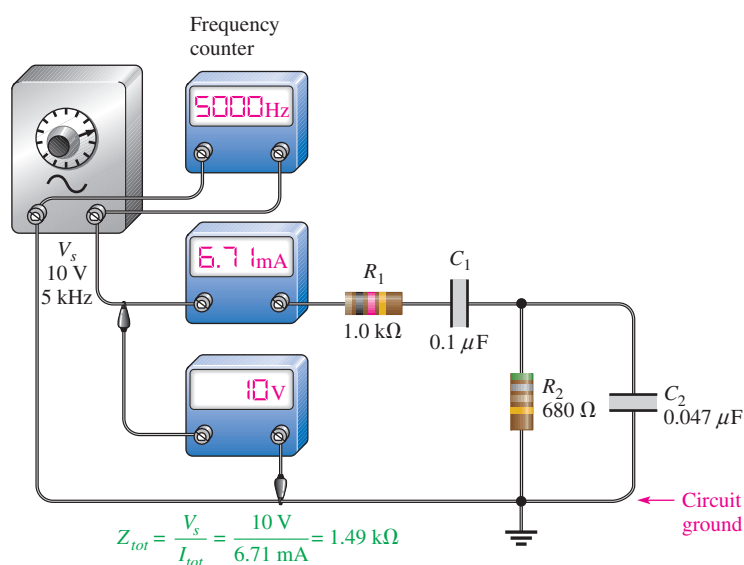 Frequency
counter
5000Hz
6.71mA
V_s
10 V
5 kHz
R_1
1.0 kΩ
C_1
0.1 μF
10V
R_2
680 Ω
C_2
0.047 μF
Circuit
ground
Z_tot = V_s / I_tot = 10 V / 6.71 mA = 1.49 kΩ